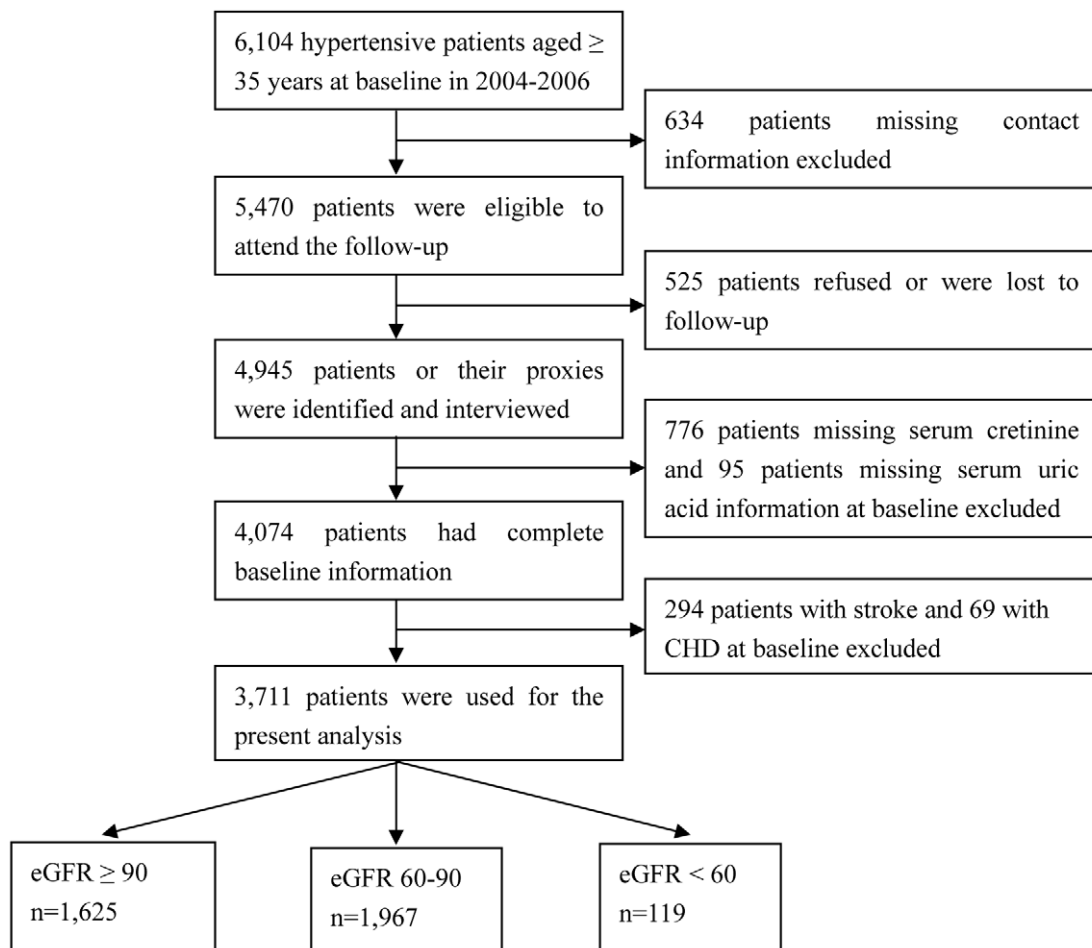 6,104 hypertensive patients aged ≥
35 years at baseline in 2004-2006
634 patients missing contact
information excluded
5,470 patients were eligible to
attend the follow-up
525 patients refused or were lost to
follow-up
4,945 patients or their proxies
were identified and interviewed
776 patients missing serum cretinine
and 95 patients missing serum uric
acid information at baseline excluded
4,074 patients had complete
baseline information
294 patients with stroke and 69 with
CHD at baseline excluded
3,711 patients were used for the
present analysis
eGFR ≥ 90
n=1,625
eGFR 60-90
n=1,967
eGFR < 60
n=119